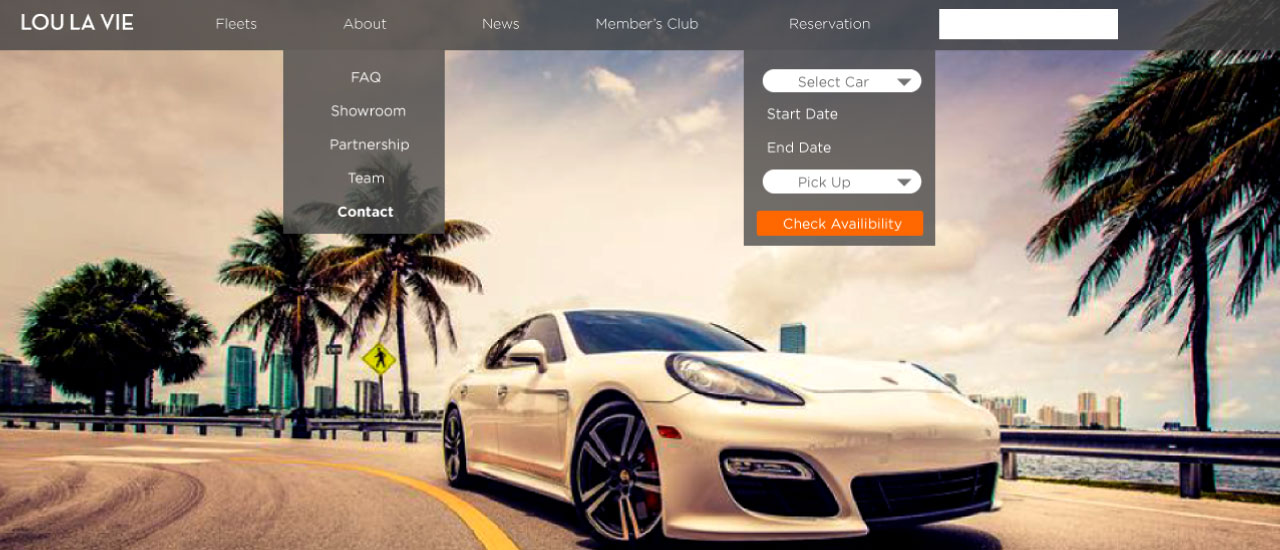 LOU LA VIE
Fleets
About
News
Member's Club
Reservation
FAQ
Showroom
Partnership
Team
Contact
Select Car
Start Date
End Date
Pick Up
Check Availibility